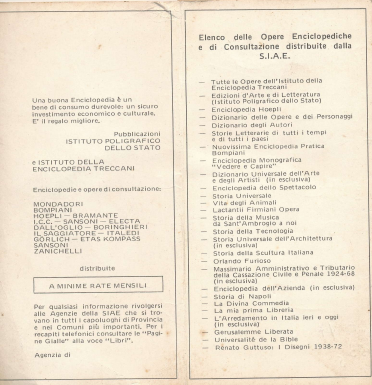 Una buona Enciclopedia è un
bene di consumo durevole: un sicuro
investimento economico e culturale,
E' il regalo migliore,
Pubblicazioni
ISTITUTO POLIGRAFICO
DELLO STATO
e ISTITUTO DELLA
ENCICLOPEDIA TRECCANI
Enciclopedie e opere di consultazione:
MONDADORI
BOMPIANI
HOEPLI — BRAMANTE
I.C.C. — SANSONI — ELECTA
DALL'OGLIO — BORINGHIERI
IL SAGGIATORE — ITALEDI
GÖRLICH — ETAS KOMPASS
SANSONI
ZANICHELLI
distribuite
A MINIME RATE MENSILI
Per qualsiasi informazione rivolgersi
alle Agenzie della SIAE che si tro-
vano in tutti i capoluoghi di Provincia
e nei Comuni più importanti. Per i
recapiti telefonici consultare le "Pagi-
ne Gialle" alla voce "Libri".
Agenzia di
Elenco delle Opere Enciclopediche
e di Consultazione distribuite dalla
S.I.A.E.
— Tutte le Opere dell'Istituto della
Enciclopedia Treccani
— Edizioni d'Arte e di Letteratura
(Istituto Poligrafico dello Stato)
— Enciclopedia Hoepli
— Dizionario delle Opere e dei Personaggi
— Dizionario degli Autori
— Storie Letterarie di tutti i tempi
e di tutti i paesi
— Nuovissima Enciclopedia Pratica
Bompiani
— Enciclopedia Monografica
"Vedere e Capire"
— Dizionario Universale dell'Arte
e degli Artisti (in esclusiva)
— Enciclopedia dello Spettacolo
— Storia Universale
— Vita degli Animali
— Lactantii Firmiani Opera
— Storia della Musica
da Sant'Ambrogio a noi
— Storia della Tecnologia
— Storia Universale dell'Architettura
(in esclusiva)
— Storia della Scultura Italiana
— Orlando Furioso
— Massimario Amministrativo e Tributario
della Cassazione Civile e Penale 1924-68
(in esclusiva)
— Enciclopedia dell'Azienda (in esclusiva)
— Storia di Napoli
— La Divina Commedia
— La mia prima Libreria
— L'Arredamento in Italia ieri e oggi
(in esclusiva)
— Gerusalemme Liberata
— Universalité de la Bible
— Renato Guttuso: I Disegni 1938-72